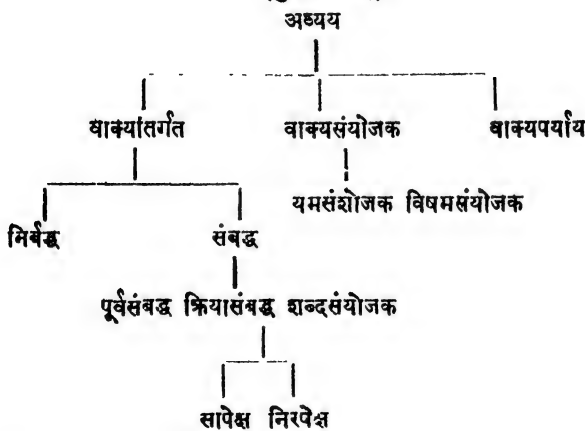 अव्यय
वाक्यांतर्गत वाक्यसंयोजक वाक्यपर्याय
यमसंशोजक विषमसंयोजक
निर्बद्ध संबद्ध
पूर्वसंबद्ध क्रियासंबद्ध शब्दसंयोजक
सापेक्ष निरपेक्ष